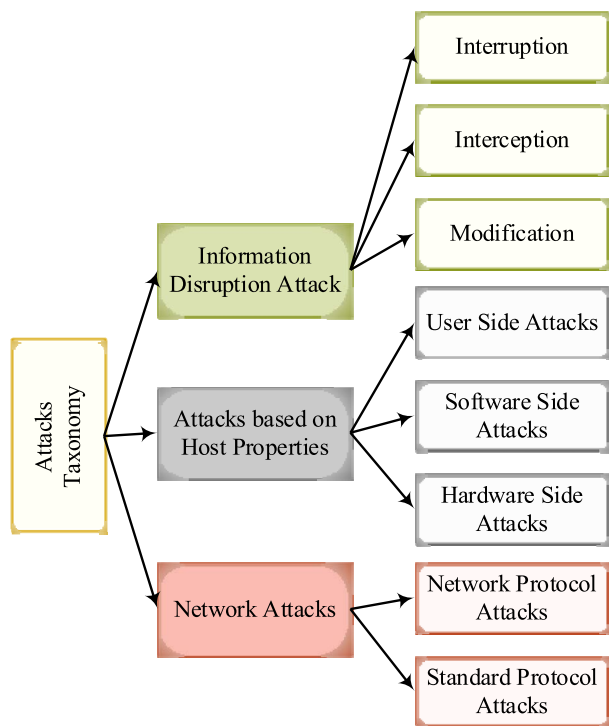 Attacks
Taxonomy
Information
Disruption Attack
Interruption
Interception
Modification
Attacks based on
Host Properties
User Side Attacks
Software Side
Attacks
Hardware Side
Attacks
Network Attacks
Network Protocol
Attacks
Standard Protocol
Attacks